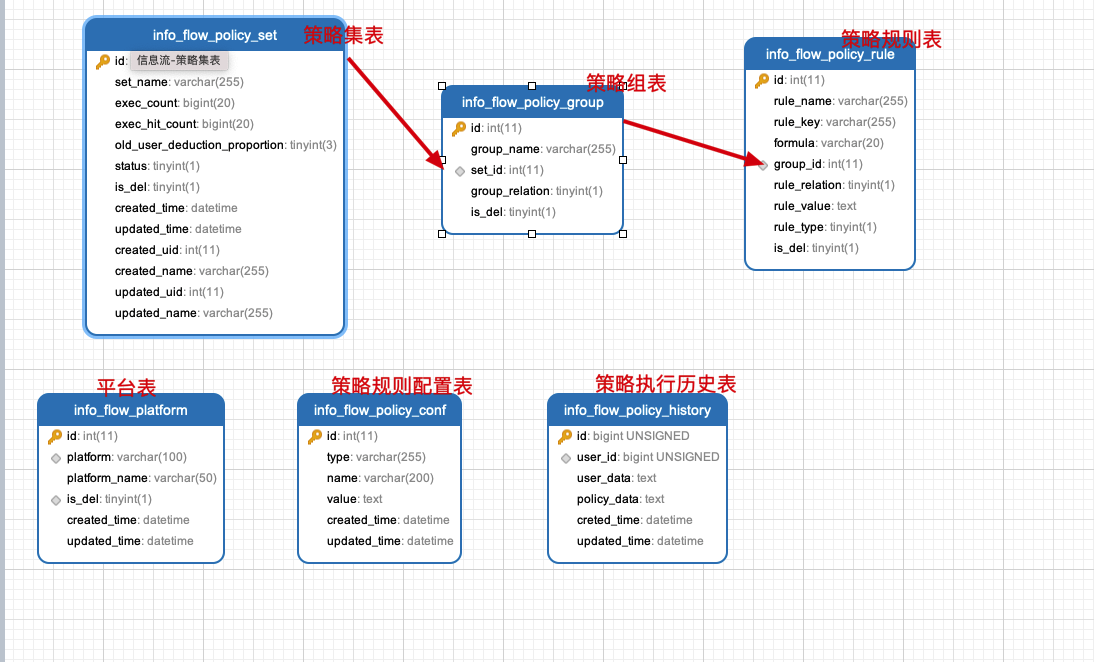 info_flow_policy_set
策略集表
id:
信息流-策略集表
set_name: varchar(255)
exec_count: bigint(20)
exec_hit_count: bigint(20)
old_user_deduction_proportion: tinyint(3)
status: tinyint(1)
is_del: tinyint(1)
created_time: datetime
updated_time: datetime
created_uid: int(11)
created_name: varchar(255)
updated_uid: int(11)
updated_name: varchar(255)
策略组表
info_flow_policy_group
id: int(11)
group_name: varchar(255)
set_id: int(11)
group_relation: tinyint(1)
is_del: tinyint(1)
策略规则表
info_flow_policy_rule
id: int(11)
rule_name: varchar(255)
rule_key: varchar(255)
formula: varchar(20)
group_id: int(11)
rule_relation: tinyint(1)
rule_value: text
rule_type: tinyint(1)
is_del: tinyint(1)
平台表
info_flow_platform
id: int(11)
platform: varchar(100)
platform_name: varchar(50)
is_del: tinyint(1)
created_time: datetime
updated_time: datetime
策略规则配置表
info_flow_policy_conf
id: int(11)
type: varchar(255)
name: varchar(200)
value: text
created_time: datetime
updated_time: datetime
策略执行历史表
info_flow_policy_history
id: bigint UNSIGNED
user_id: bigint UNSIGNED
user_data: text
policy_data: text
creted_time: datetime
updated_time: datetime